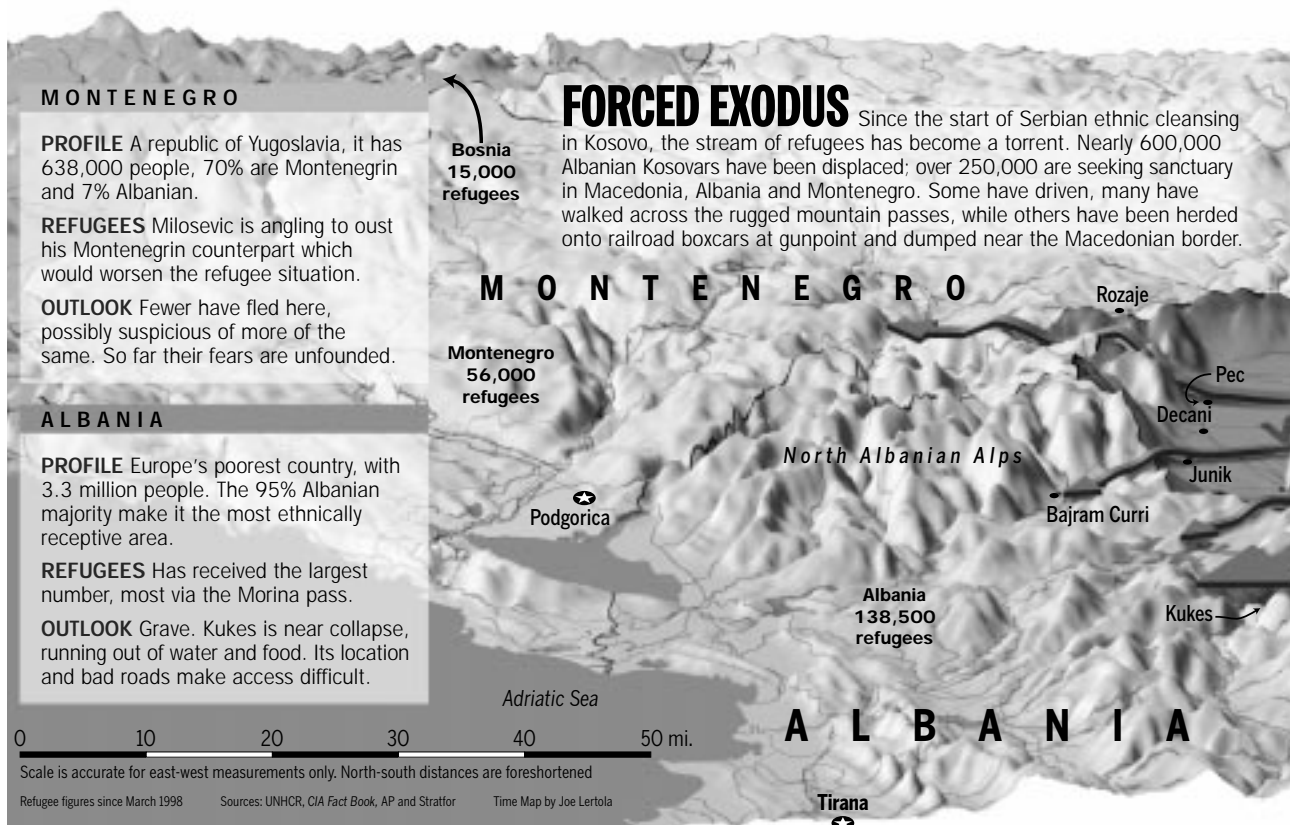 MONTENEGRO
PROFILE A republic of Yugoslavia, it has
638,000 people, 70% are Montenegrin
and 7% Albanian.
REFUGEES Milosevic is angling to oust
his Montenegrin counterpart which
would worsen the refugee situation.
OUTLOOK Fewer have fled here,
possibly suspicious of more of the
same. So far their fears are unfounded.
ALBANIA
PROFILE Europe's poorest country, with
3.3 million people. The 95% Albanian
majority make it the most ethnically
receptive area.
REFUGEES Has received the largest
number, most via the Morina pass.
OUTLOOK Grave. Kukes is near collapse,
running out of water and food. Its location
and bad roads make access difficult.
Bosnia
15,000
refugees
FORCED EXODUS Since the start of Serbian ethnic cleansing
in Kosovo, the stream of refugees has become a torrent. Nearly 600,000
Albanian Kosovars have been displaced; over 250,000 are seeking sanctuary
in Macedonia, Albania and Montenegro. Some have driven, many have
walked across the rugged mountain passes, while others have been herded
onto railroad boxcars at gunpoint and dumped near the Macedonian border.
MONTENEGRO
Rozaje
Montenegro
56,000
refugees
Pec
Decani
North Albanian Alps
Junik
Podgorica
Bajram Curri
Albania
138,500
refugees
Kukes
Adriatic Sea
ALBANIA
0 10 20 30 40 50 mi.
Scale is accurate for east-west measurements only. North-south distances are foreshortened
Refugee figures since March 1998 Sources: UNHCR, CIA Fact Book, AP and Stratfor Time Map by Joe Lertola
Tirana